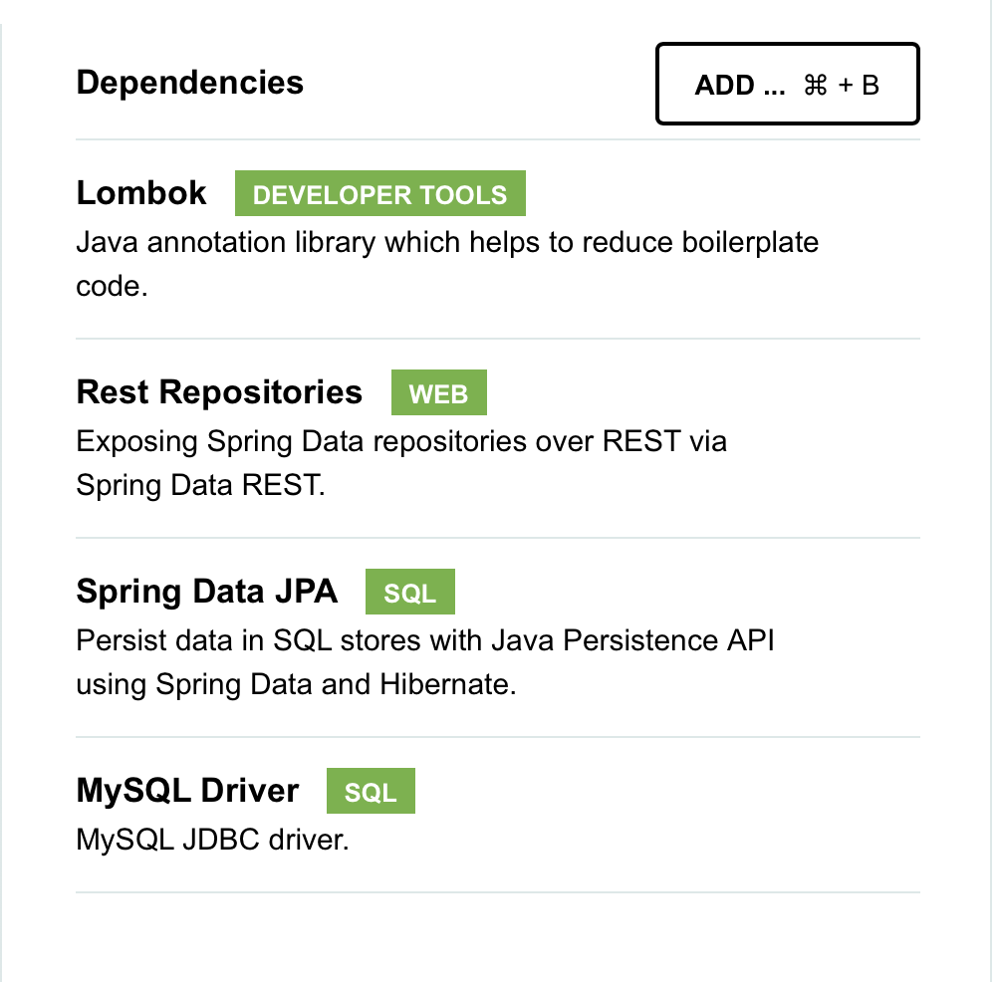 Dependencies
ADD ... ⌘ + B
Lombok DEVELOPER TOOLS
Java annotation library which helps to reduce boilerplate
code.
Rest Repositories WEB
Exposing Spring Data repositories over REST via
Spring Data REST.
Spring Data JPA SQL
Persist data in SQL stores with Java Persistence API
using Spring Data and Hibernate.
MySQL Driver SQL
MySQL JDBC driver.